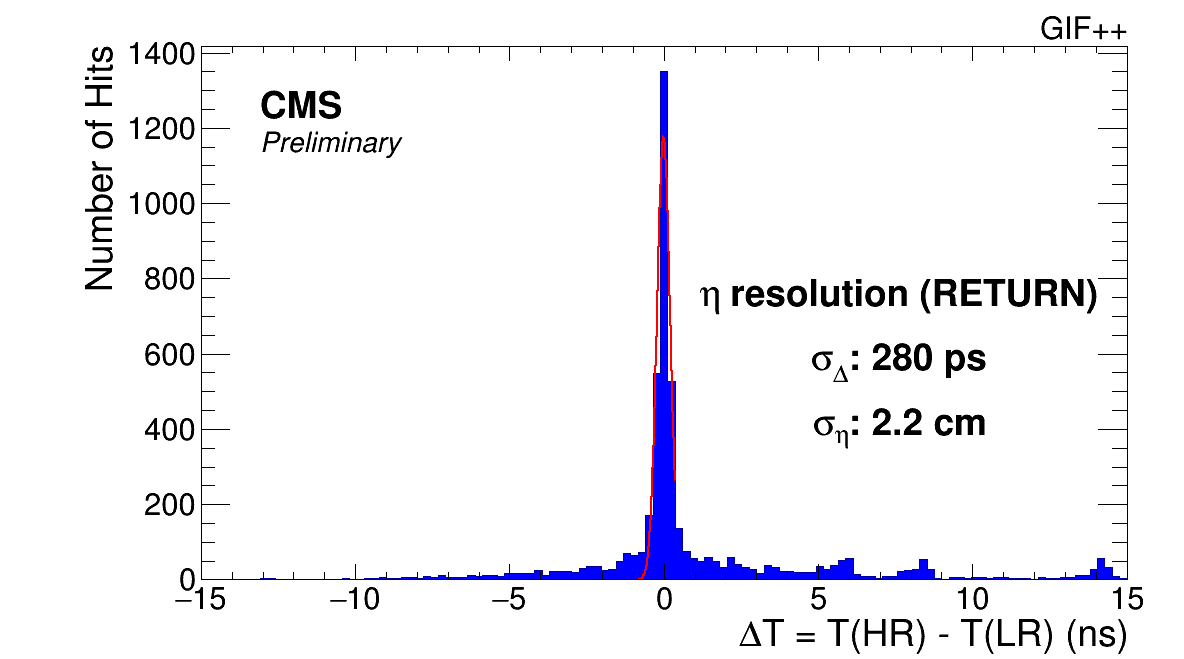 GIF++
Number of Hits
1400
1200
1000
800
600
400
200
0
CMS
Preliminary
η resolution (RETURN)
σΔ: 280 ps
ση: 2.2 cm
−15 −10 −5 0 5 10 15
ΔT = T(HR) - T(LR) (ns)